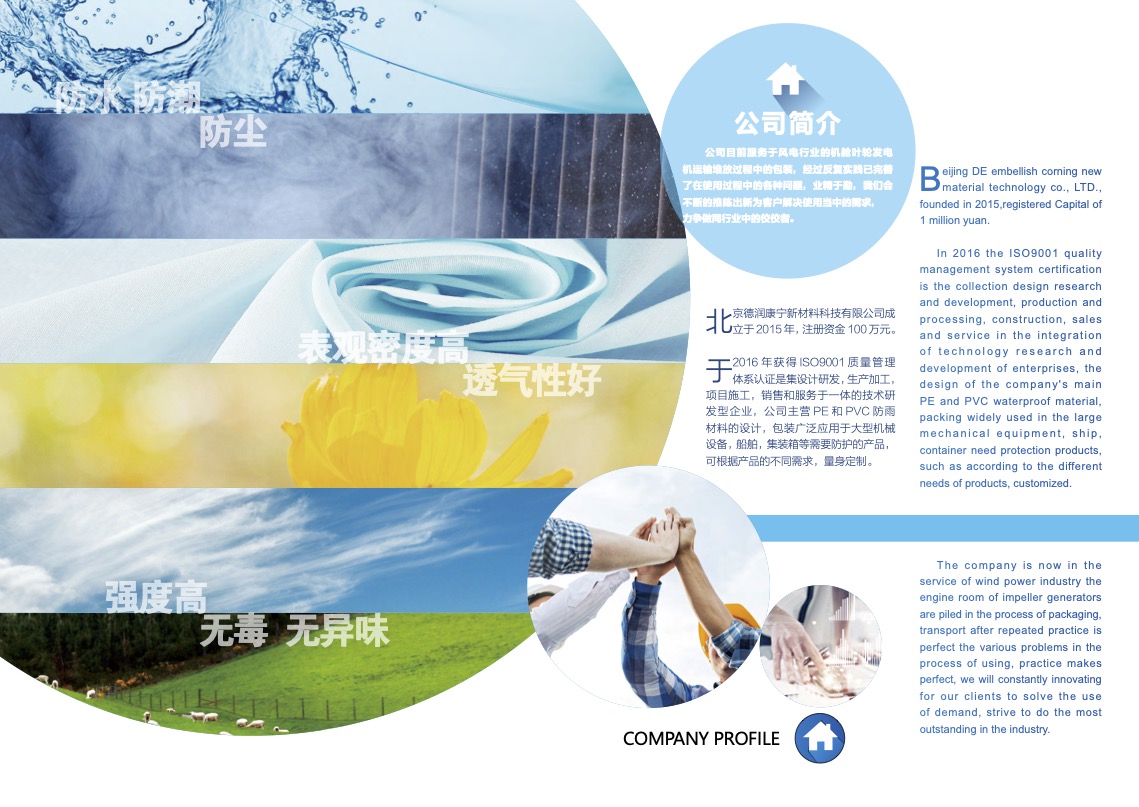 防水 防潮
防尘
表观密度高
透气性好
强度高
无毒 无异味
公司简介
公司目前服务于风电行业的机舱叶轮发电
机运输堆放过程中的包装，经过反复实践已完善
了在使用过程中的各种问题，业精于勤，我们会
不断的推陈出新为客户解决使用当中的需求，
力争做同行业中的佼佼者。
北京德润康宁新材料科技有限公司成
立于 2015 年，注册资金 100 万元。
于2016 年获得 ISO9001 质量管理
体系认证是集设计研发，生产加工，
项目施工，销售和服务于一体的技术研
发型企业，公司主营 PE 和 PVC 防雨
材料的设计，包装广泛应用于大型机械
设备，船舶，集装箱等需要防护的产品，
可根据产品的不同需求，量身定制。
Beijing DE embellish corning new
material technology co., LTD.,
founded in 2015,registered Capital of
1 million yuan.
In 2016 the ISO9001 quality
management system certification
is the collection design research
and development, production and
processing, construction, sales
and service in the integration
of technology research and
development of enterprises, the
design of the company's main
PE and PVC waterproof material,
packing widely used in the large
mechanical equipment, ship,
container need protection products,
such as according to the different
needs of products, customized.
The company is now in the
service of wind power industry the
engine room of impeller generators
are piled in the process of packaging,
transport after repeated practice is
perfect the various problems in the
process of using, practice makes
perfect, we will constantly innovating
for our clients to solve the use
of demand, strive to do the most
outstanding in the industry.
COMPANY PROFILE